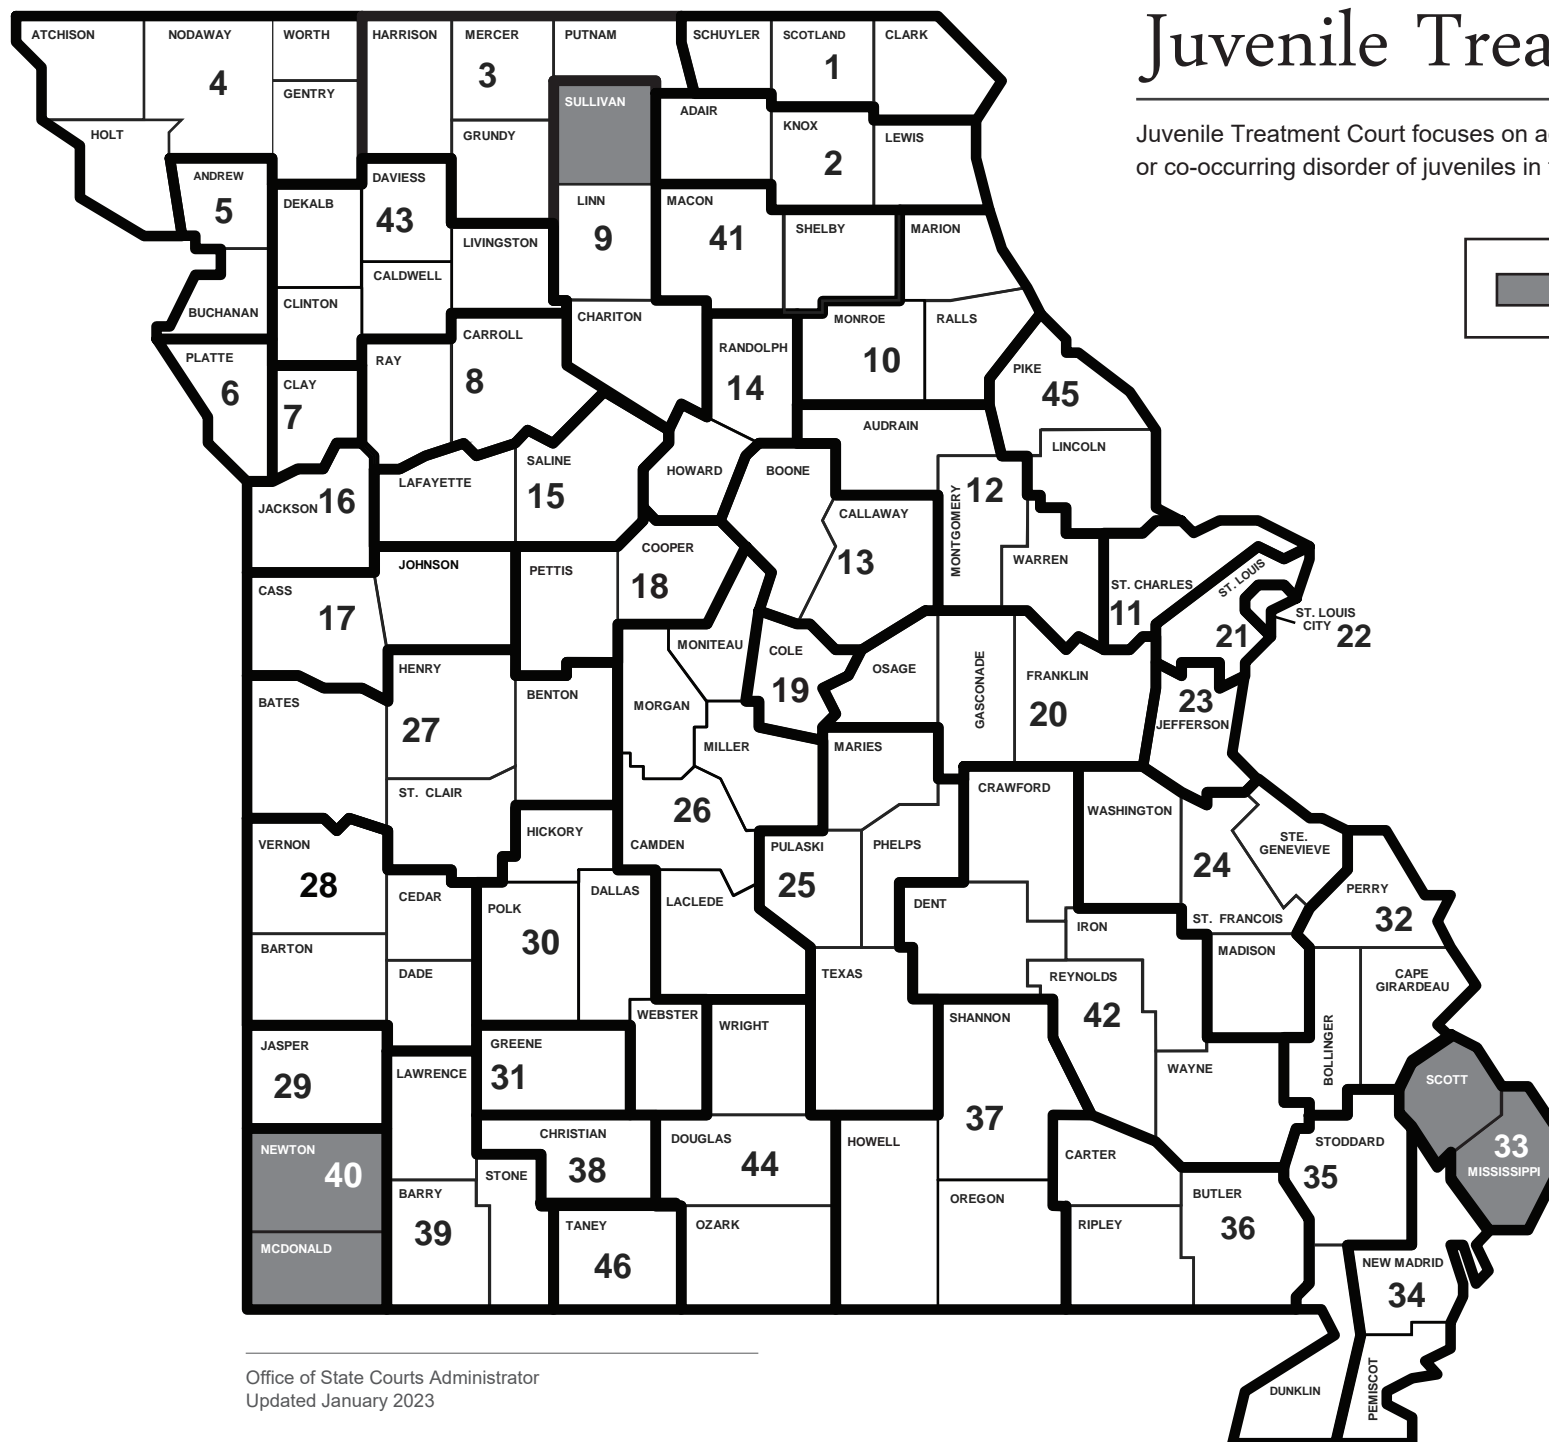 Juvenile Trea
Juvenile Treatment Court focuses on a
or co-occurring disorder of juveniles in
ATCHISON
NODAWAY
WORTH
HARRISON
MERCER
PUTNAM
SCHUYLER
SCOTLAND
CLARK
4
3
1
GENTRY
SULLIVAN
ADAIR
KNOX
HOLT
GRUNDY
LEWIS
2
ANDREW
DAVIESS
5
DEKALB
43
LINN
MACON
9
41
SHELBY
MARION
LIVINGSTON
CALDWELL
BUCHANAN
CLINTON
CHARITON
MONROE
RALLS
CARROLL
RANDOLPH
10
PLATTE
RAY
PIKE
6
CLAY
7
8
14
45
AUDRAIN
LINCOLN
SALINE
HOWARD
BOONE
LAFAYETTE
15
12
MONTGOMERY
JACKSON 16
CALLAWAY
COOPER
13
WARREN
JOHNSON
PETTIS
CASS
17
18
ST. CHARLES
11
ST. LOUIS
21
ST. LOUIS
CITY 22
MONITEAU
COLE
19
OSAGE
GASCONADE
FRANKLIN
20
HENRY
BENTON
BATES
27
MORGAN
MILLER
MARIES
23
JEFFERSON
ST. CLAIR
26
CRAWFORD
WASHINGTON
HICKORY
CAMDEN
PULASKI
25
PHELPS
VERNON
28
STE.
GENEVIEVE
24
CEDAR
DALLAS
LACLEDE
DENT
PERRY
32
POLK
30
IRON
ST. FRANCOIS
BARTON
DADE
TEXAS
MADISON
REYNOLDS
42
CAPE
GIRARDEAU
WEBSTER
WRIGHT
SHANNON
BOLLINGER
JASPER
29
GREENE
31
LAWRENCE
WAYNE
SCOTT
37
NEWTON
40
CHRISTIAN
38
DOUGLAS
44
HOWELL
CARTER
STODDARD
35
33
MISSISSIPPI
STONE
BARRY
39
OREGON
BUTLER
36
TANEY
46
OZARK
RIPLEY
MCDONALD
NEW MADRID
34
DUNKLIN
PEMISCOT
Office of State Courts Administrator
Updated January 2023